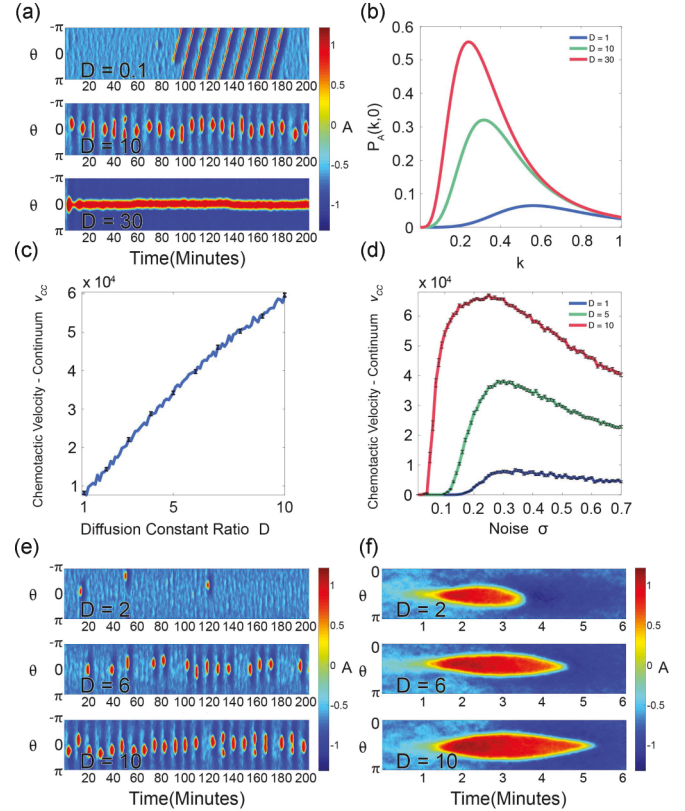 (a)
-π
θ 0
π
D = 0.1
20 40 60 80 100 120 140 160 180 200
-π
θ 0
π
D = 10
20 40 60 80 100 120 140 160 180 200
-π
θ 0
π
D = 30
20 40 60 80 100 120 140 160 180 200
Time(Minutes)
1
0.5
0
A
-0.5
-1
(b)
0.6
0.5
0.4
0.3
0.2
0.1
0
P_A(k,0)
D = 1
D = 10
D = 30
0.2 0.4 0.6 0.8 1
k
(c)
x 10⁴
6
5
4
3
2
1
Chemotactic Velocity - Continuum v_cc
1 5 10
Diffusion Constant Ratio D
(d)
x 10⁴
7
6
5
4
3
2
1
0
Chemotactic Velocity - Continuum v_cc
D = 1
D = 5
D = 10
0.1 0.2 0.3 0.4 0.5 0.6 0.7
Noise σ
(e)
-π
θ 0
π
D = 2
20 40 60 80 100 120 140 160 180 200
-π
θ 0
π
D = 6
20 40 60 80 100 120 140 160 180 200
-π
θ 0
π
D = 10
20 40 60 80 100 120 140 160 180 200
Time(Minutes)
1
0.5
0
A
-0.5
-1
(f)
0
θ
π
D = 2
1 2 3 4 5 6
0
θ
π
D = 6
1 2 3 4 5 6
0
θ
π
D = 10
1 2 3 4 5 6
Time(Minutes)
1
0.5
0
A
-0.5
-1